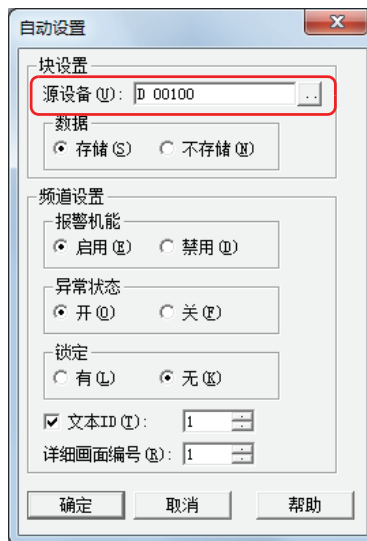 自动设置
块设置
源设备(U): D 00100 ..
数据
存储(S) 不存储(N)
频道设置
报警机能
启用(E) 禁用(D)
异常状态
开(O) 关(F)
锁定
有(L) 无(K)
文本ID(T): 1
详细画面编号(R): 1
确定 取消 帮助